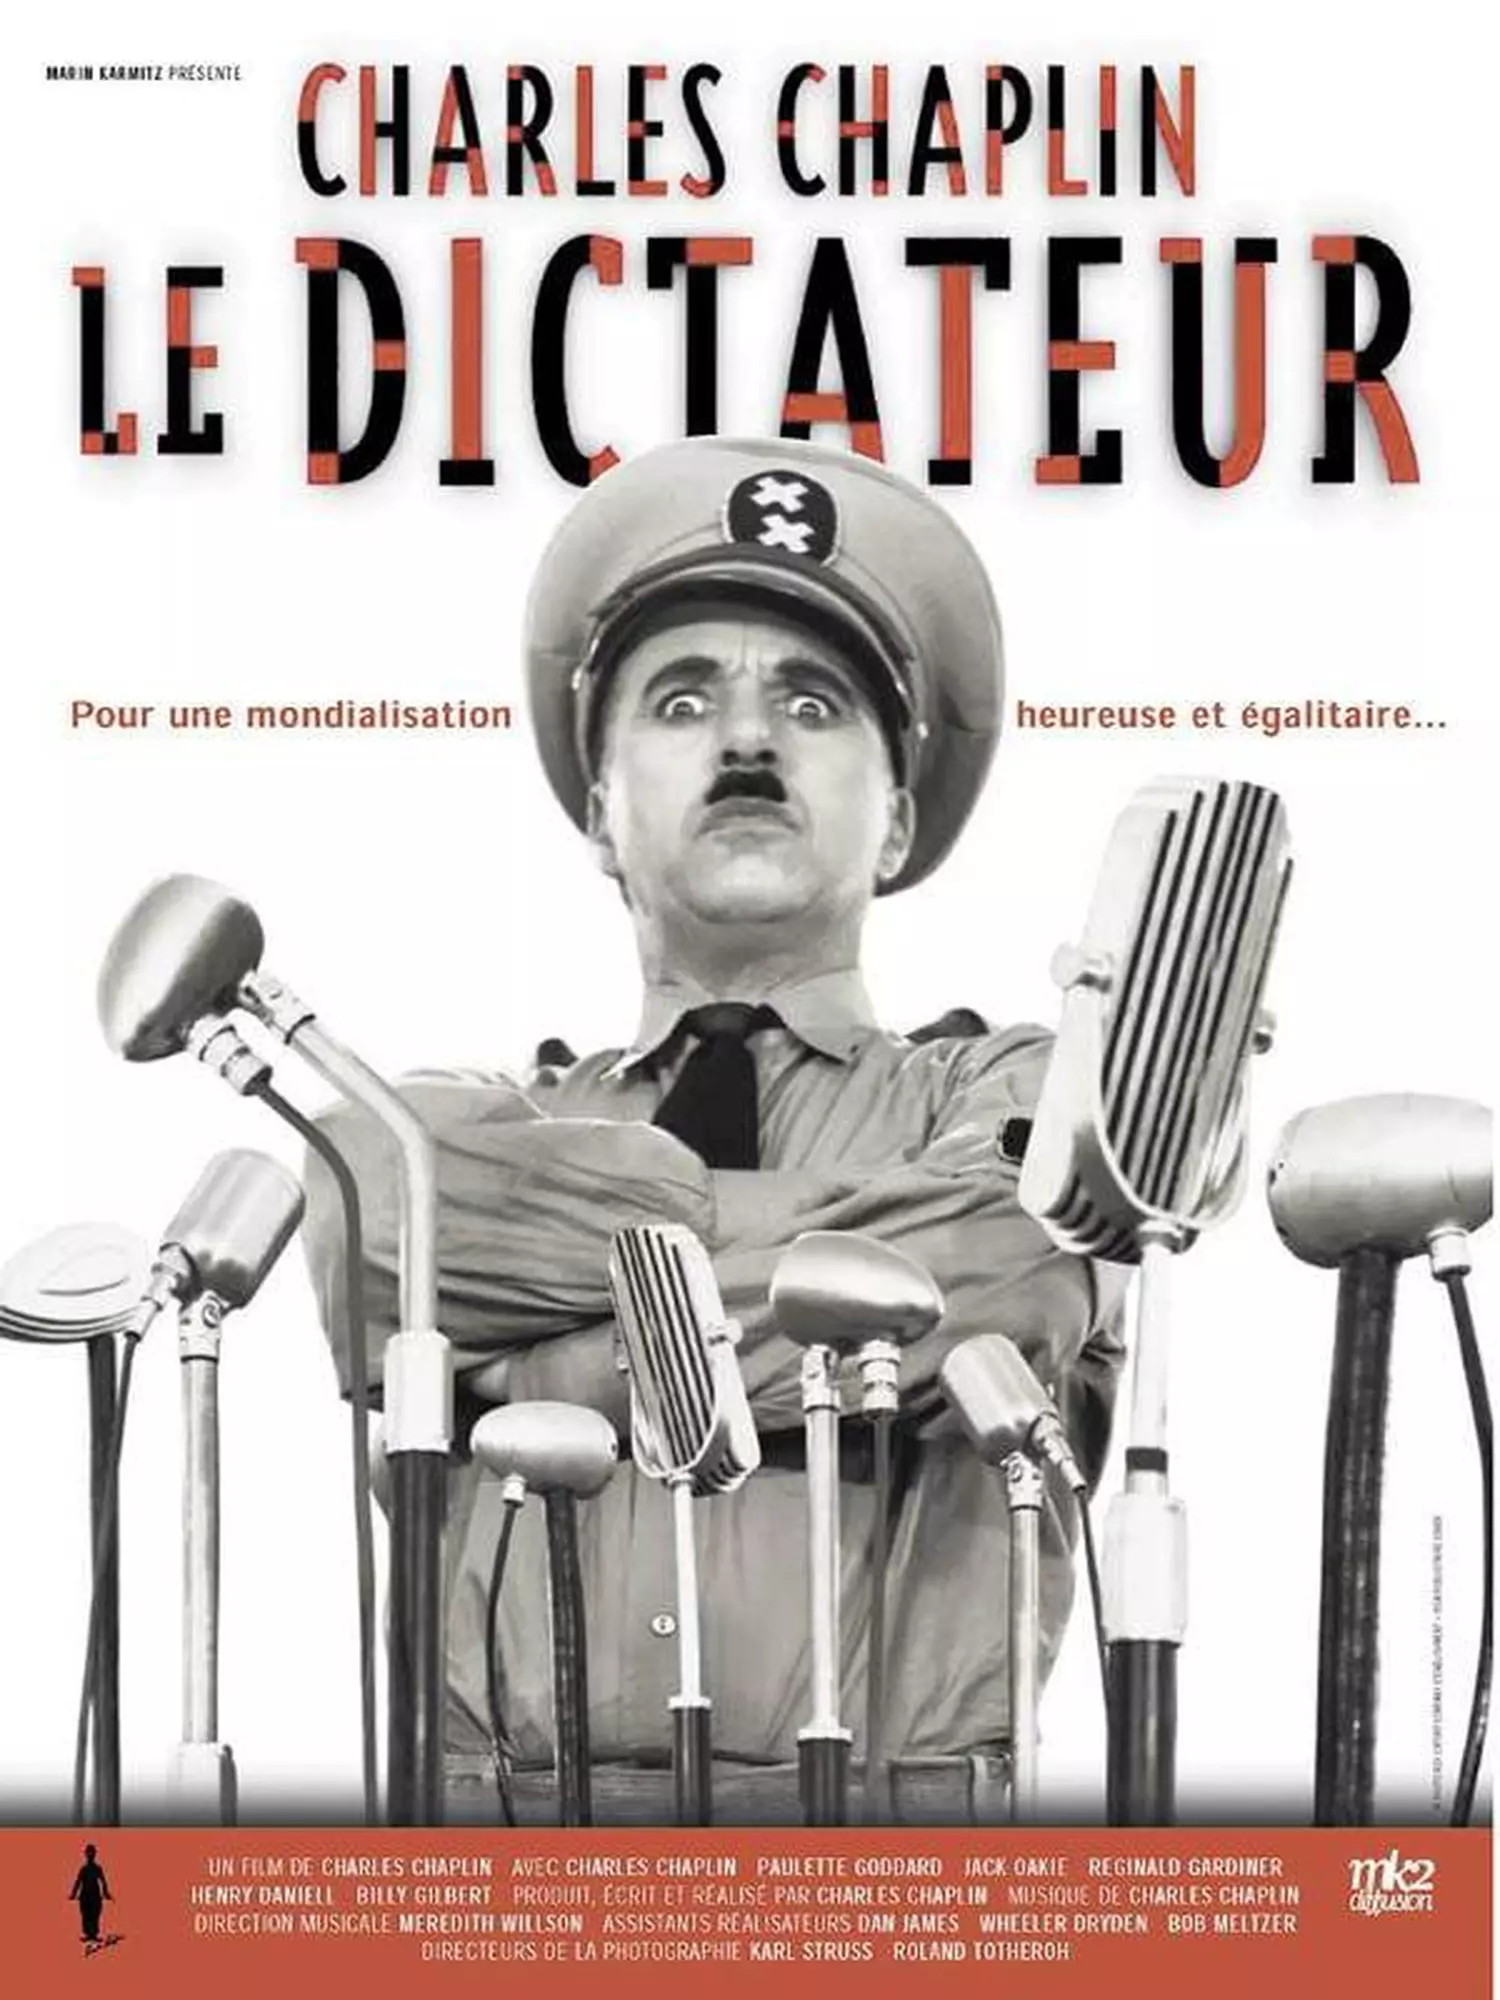 MARIN KARMITZ PRÉSENTE
CHARLES CHAPLIN
LE DICTATEUR
Pour une mondialisation heureuse et égalitaire...
UN FILM DE CHARLES CHAPLIN AVEC CHARLES CHAPLIN PAULETTE GODDARD JACK OAKIE REGINALD GARDINER
HENRY DANIELL BILLY GILBERT PRODUIT, ÉCRIT ET RÉALISÉ PAR CHARLES CHAPLIN MUSIQUE DE CHARLES CHAPLIN
DIRECTION MUSICALE MEREDITH WILLSON ASSISTANTS RÉALISATEURS DAN JAMES WHEELER DRYDEN BOB MELTZER
DIRECTEURS DE LA PHOTOGRAPHIE KARL STRUSS ROLAND TOTHEROH
mk2
diffusion